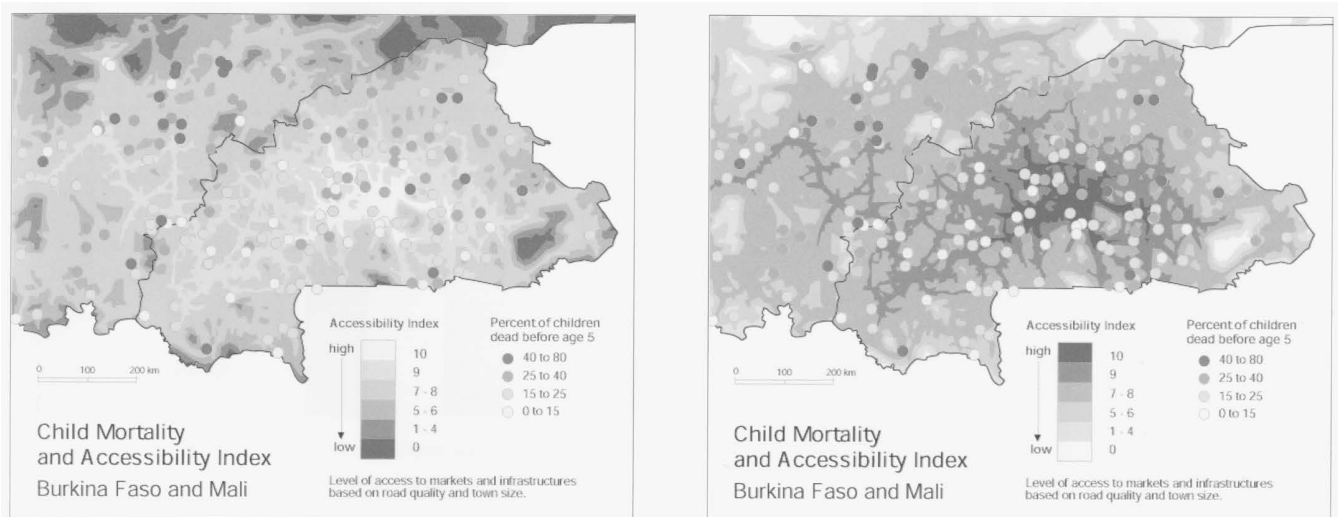 Accessibility Index
high
10
9
7 - 8
5 - 6
1 - 4
0
low
Percent of children
dead before age 5
40 to 80
25 to 40
15 to 25
0 to 15
0 100 200 km
Child Mortality
and Accessibility Index
Burkina Faso and Mali
Level of access to markets and infrastructures
based on road quality and town size.
Accessibility Index
high
10
9
7 - 8
5 - 6
1 - 4
0
low
Percent of children
dead before age 5
40 to 80
25 to 40
15 to 25
0 to 15
0 100 200 km
Child Mortality
and Accessibility Index
Burkina Faso and Mali
Level of access to markets and infrastructures
based on road quality and town size.